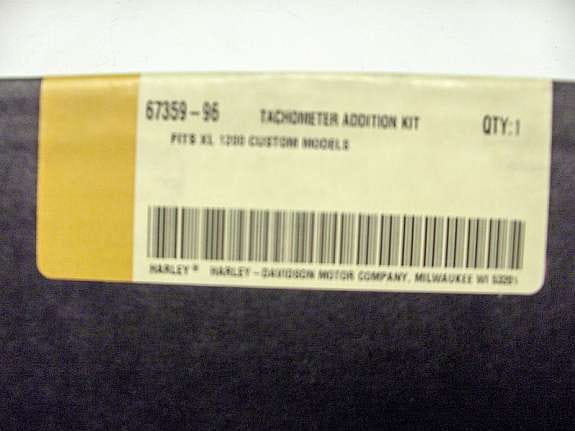 67359-96 TACHOMETER ADDITION KIT QTY:1
FITS XL 1200 CUSTOM MODELS
HARLEY® HARLEY-DAVIDSON MOTOR COMPANY, MILWAUKEE WI 53201